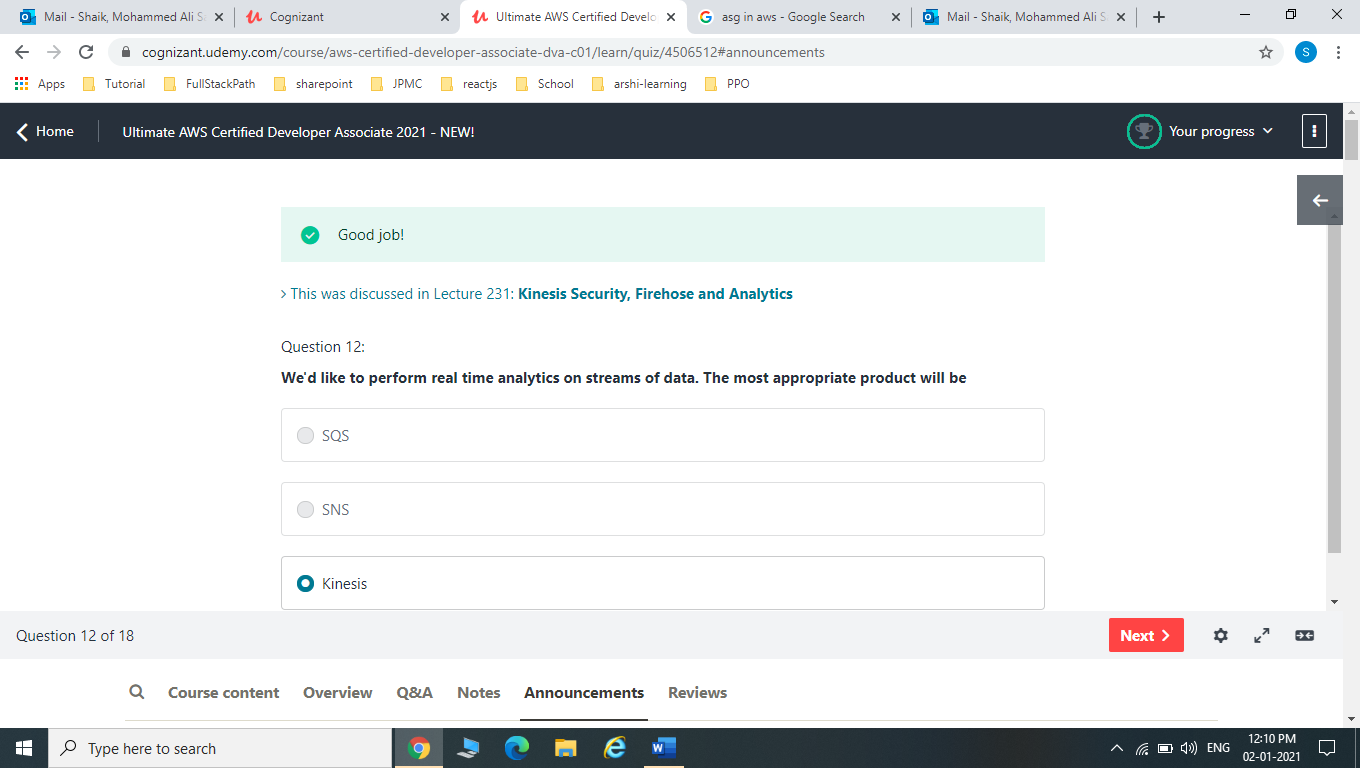 Mail - Shaik, Mohammed Ali S
Cognizant
Ultimate AWS Certified Develo
asg in aws - Google Search
Mail - Shaik, Mohammed Ali S
cognizant.udemy.com/course/aws-certified-developer-associate-dva-c01/learn/quiz/4506512#announcements
S
Apps
Tutorial
FullStackPath
sharepoint
JPMC
reactjs
School
arshi-learning
PPO
Home
Ultimate AWS Certified Developer Associate 2021 - NEW!
Your progress
Good job!
> This was discussed in Lecture 231: Kinesis Security, Firehose and Analytics
Question 12:
We'd like to perform real time analytics on streams of data. The most appropriate product will be
SQS
SNS
Kinesis
Question 12 of 18
Next
Course content
Overview
Q&A
Notes
Announcements
Reviews
Type here to search
ENG
12:10 PM
02-01-2021